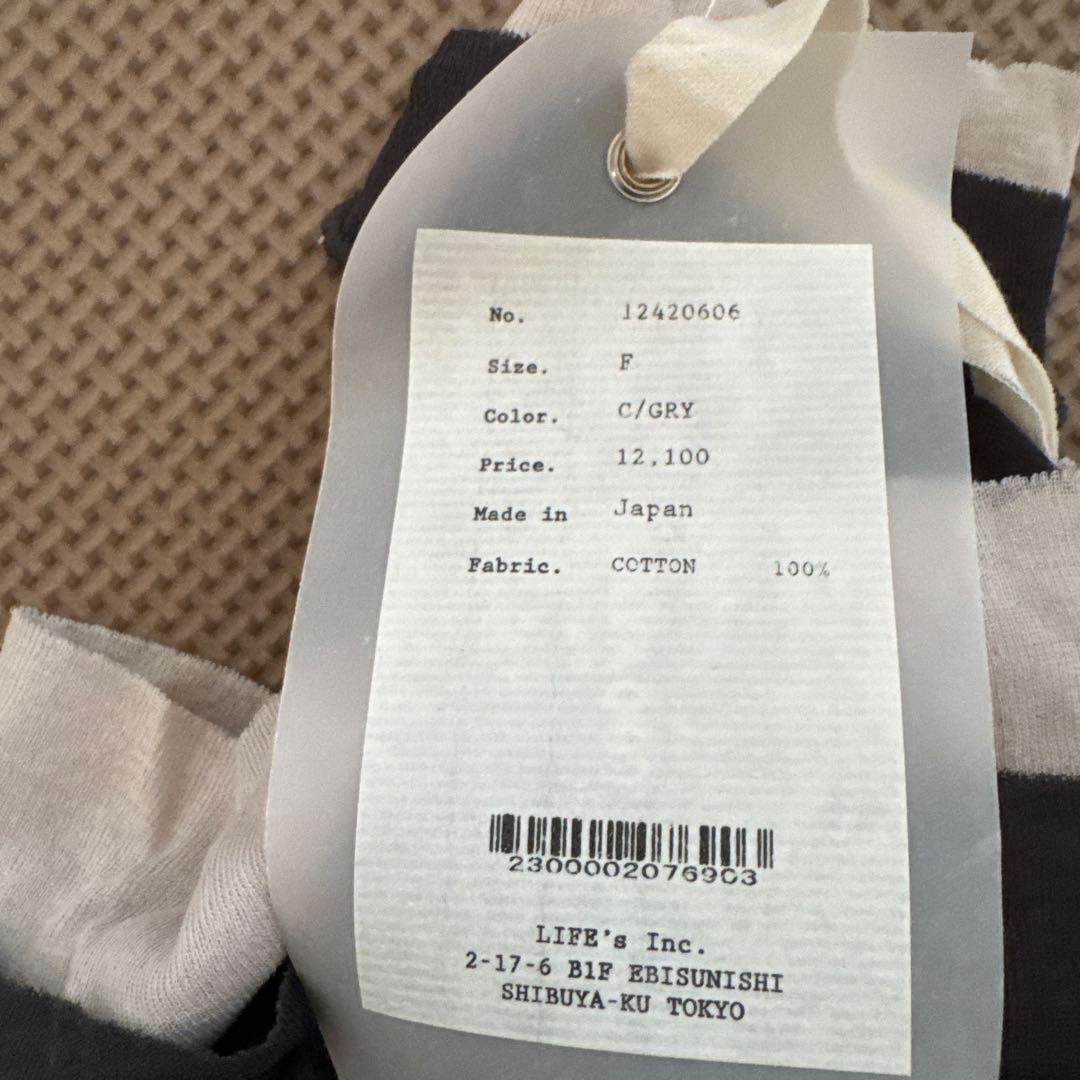 No. 12420606
Size. F
Color. C/GRY
Price. 12,100
Made in Japan
Fabric. COTTON 100%
2300002076903
LIFE's Inc.
2-17-6 B1F EBISUNISHI
SHIBUYA-KU TOKYO